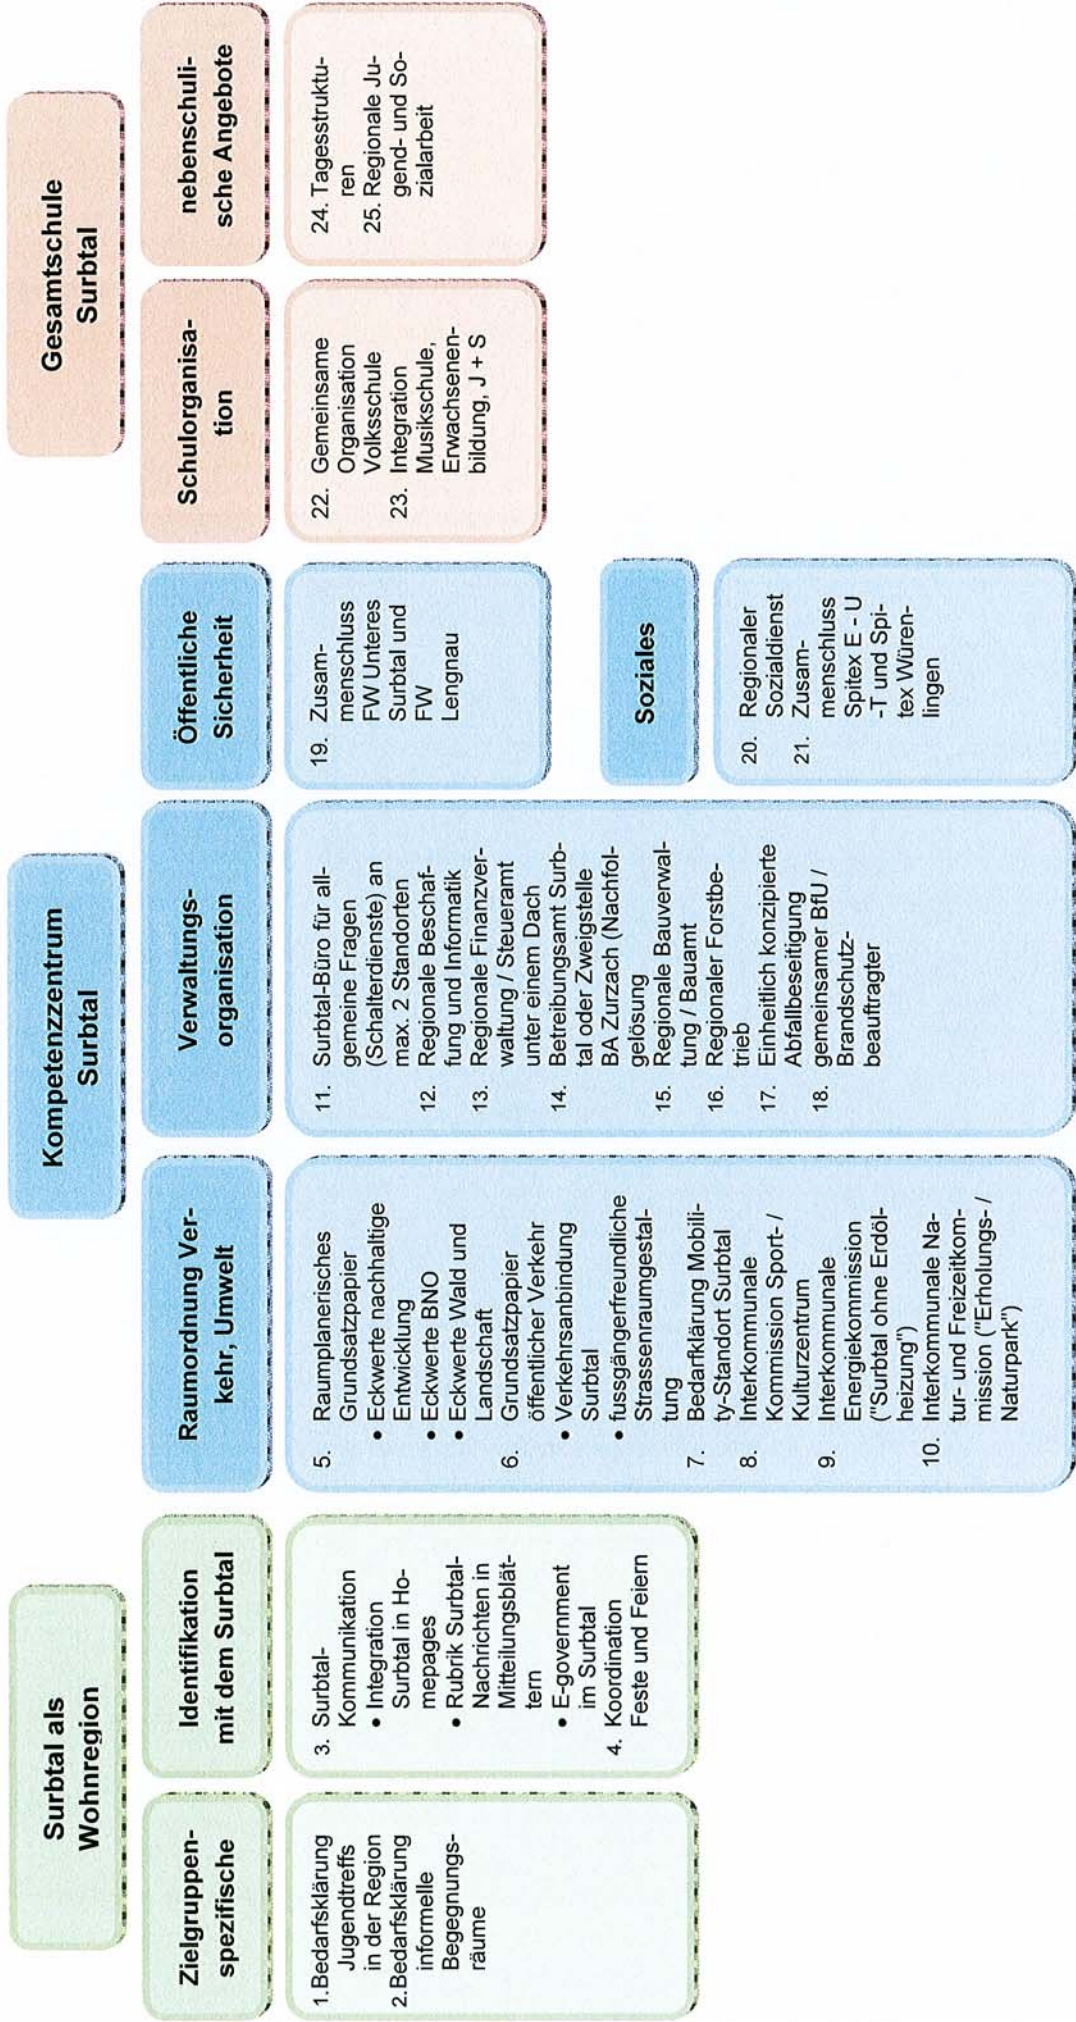 Surbtal als
Wohnregion
Zielgruppen-
spezifische
1.Bedarfsklärung
Jugendtreffs
in der Region
2.Bedarfsklärung
informelle
Begegnungs-
räume
Identifikation
mit dem Surbtal
3. Surbtal-
Kommunikation
• Integration
Surbtal in Ho-
mepages
• Rubrik Surbtal-
Nachrichten in
Mitteilungsblät-
tern
• E-government
im Surbtal
4. Koordination
Feste und Feiern
Kompetenzzentrum
Surbtal
Raumordnung Ver-
kehr, Umwelt
5. Raumplanerisches
Grundsatzpapier
• Eckwerte nachhaltige
Entwicklung
• Eckwerte BNO
• Eckwerte Wald und
Landschaft
6. Grundsatzpapier
öffentlicher Verkehr
• Verkehrsanbindung
Surbtal
• fussgängerfreundliche
Strassenraumgestal-
tung
7. Bedarfklärung Mobili-
ty-Standort Surbtal
8. Interkommunale
Kommission Sport- /
Kulturzentrum
9. Interkommunale
Energiekommission
("Surbtal ohne Erdöl-
heizung")
10. Interkommunale Na-
tur- und Freizeitkom-
mission ("Erholungs- /
Naturpark")
Verwaltungs-
organisation
11. Surbtal-Büro für all-
gemeine Fragen
(Schalterdienste) an
max. 2 Standorten
12. Regionale Beschaf-
fung und Informatik
13. Regionale Finanzver-
waltung / Steueramt
unter einem Dach
14. Betreibungsamt Surb-
tal oder Zweigstelle
BA Zurzach (Nachfol-
gelösung
15. Regionale Bauverwal-
tung / Bauamt
16. Regionaler Forstbe-
trieb
17. Einheitlich konzipierte
Abfallbeseitigung
18. gemeinsamer BfU /
Brandschutz-
beauftragter
Öffentliche
Sicherheit
19. Zusam-
menschluss
FW Unteres
Surbtal und
FW
Lengnau
Soziales
20. Regionaler
Sozialdienst
21. Zusam-
menschluss
Spitex E - U
-T und Spi-
tex Würen-
lingen
Gesamtschule
Surbtal
Schulorganisa-
tion
22. Gemeinsame
Organisation
Volksschule
23. Integration
Musikschule,
Erwachsenen-
bildung, J + S
nebenschuli-
sche Angebote
24. Tagesstruktu-
ren
25. Regionale Ju-
gend- und So-
zialarbeit